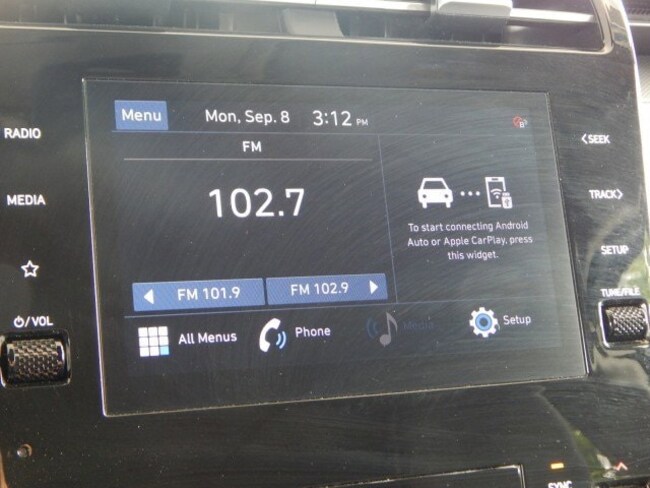 RADIO
MEDIA
⏻/VOL
Menu
Mon, Sep. 8
3:12 PM
FM
102.7
FM 101.9
FM 102.9
To start connecting Android
Auto or Apple CarPlay, press
this widget.
All Menus
Phone
Media
Setup
SEEK
TRACK
SETUP
TUNE/FILE
SYNC